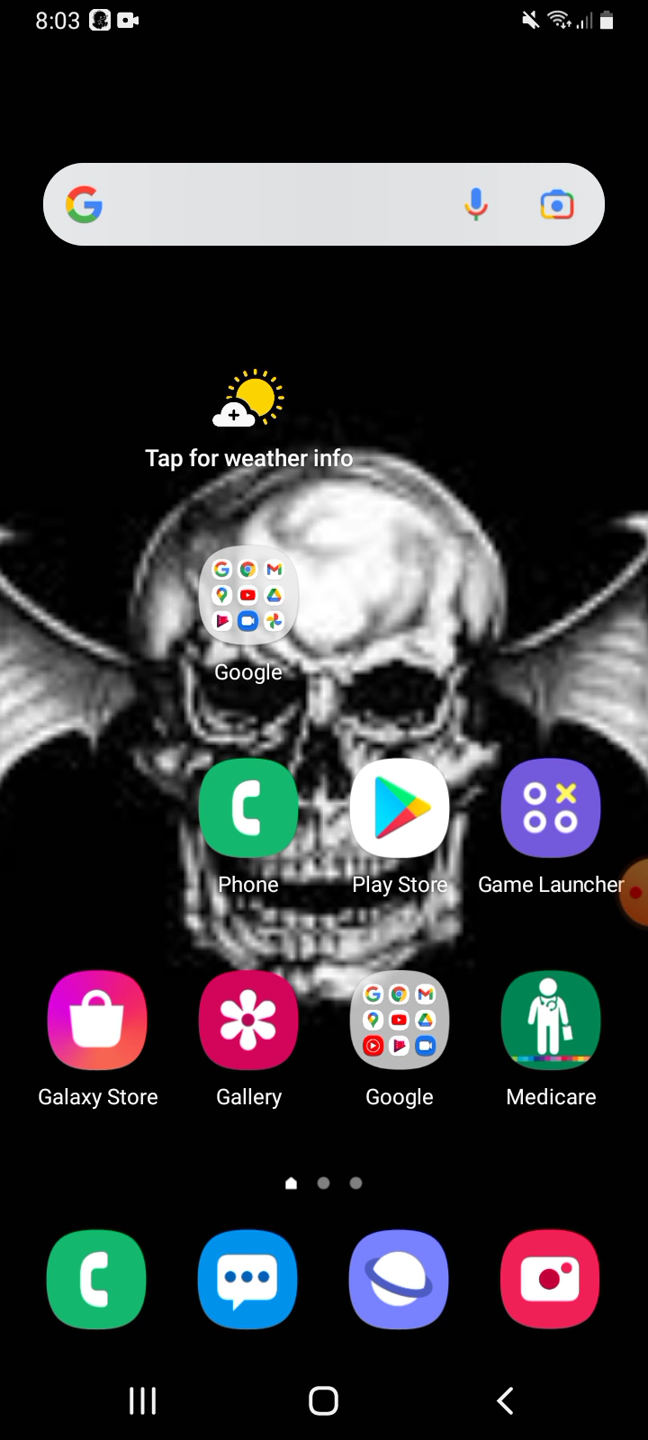 8:03
Tap for weather info
Google
Phone
Play Store
Game Launcher
Galaxy Store
Gallery
Google
Medicare